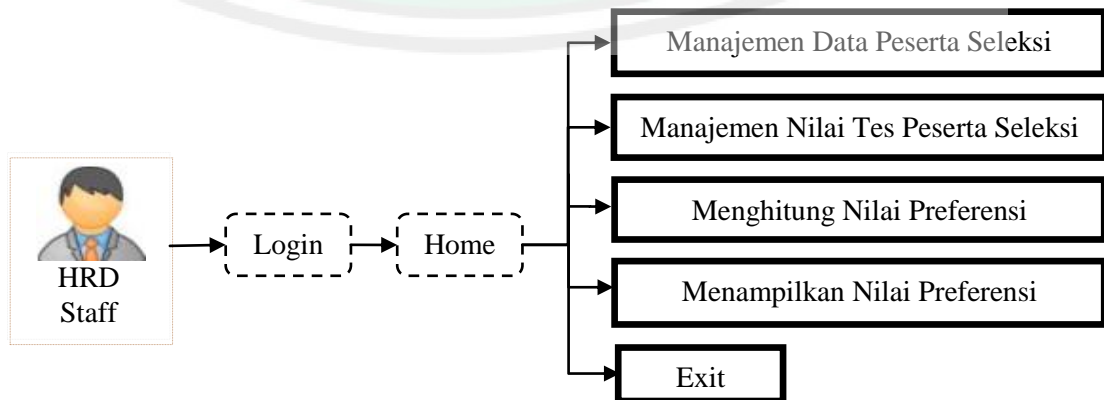 Manajemen Data Peserta Seleksi
Manajemen Nilai Tes Peserta Seleksi
Menghitung Nilai Preferensi
Login
Home
HRD
Staff
Menampilkan Nilai Preferensi
Exit